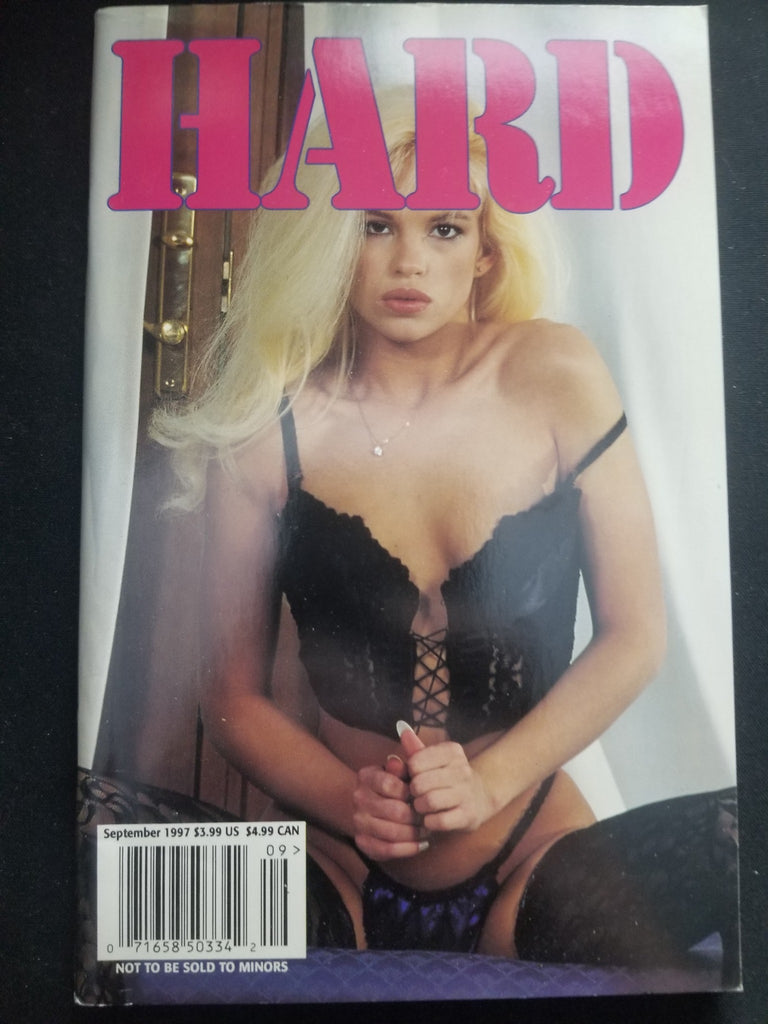 HARD
September 1997 $3.99 US $4.99 CAN
09>
0 71658 50334 2
NOT TO BE SOLD TO MINORS